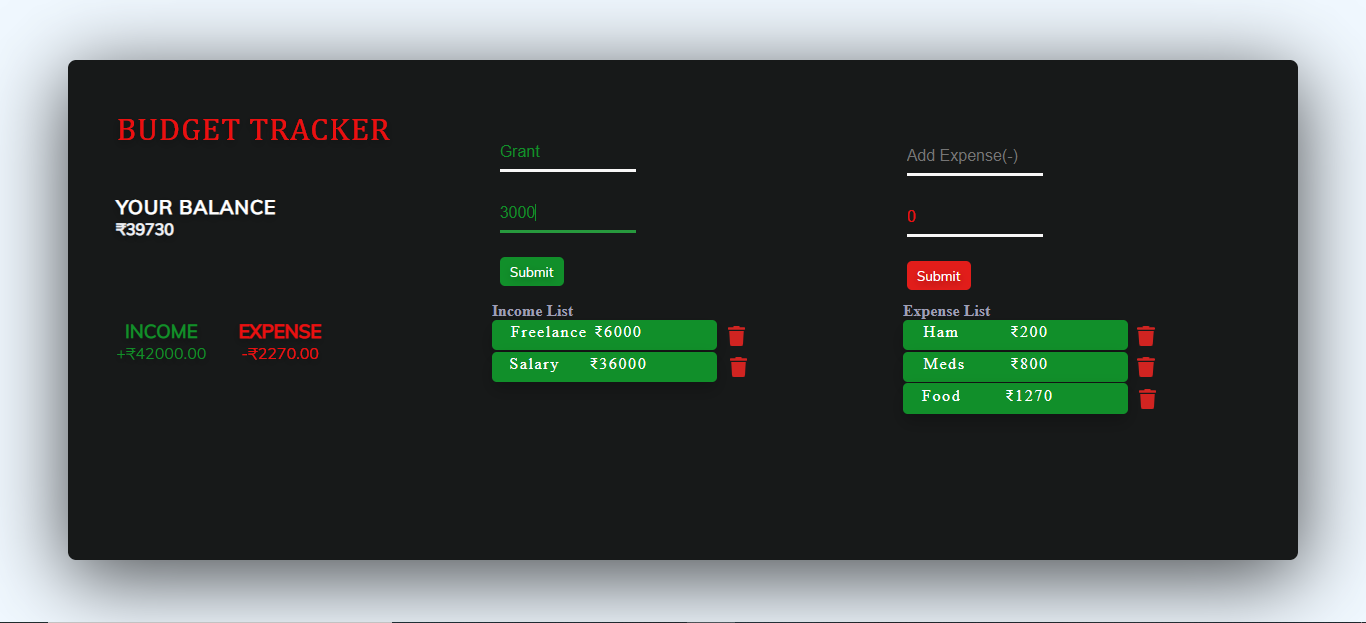 BUDGET TRACKER
YOUR BALANCE
₹39730
INCOME
+₹42000.00
EXPENSE
-₹2270.00
Grant
3000
Submit
Income List
Freelance ₹6000
Salary ₹36000
Add Expense(-)
0
Submit
Expense List
Ham ₹200
Meds ₹800
Food ₹1270